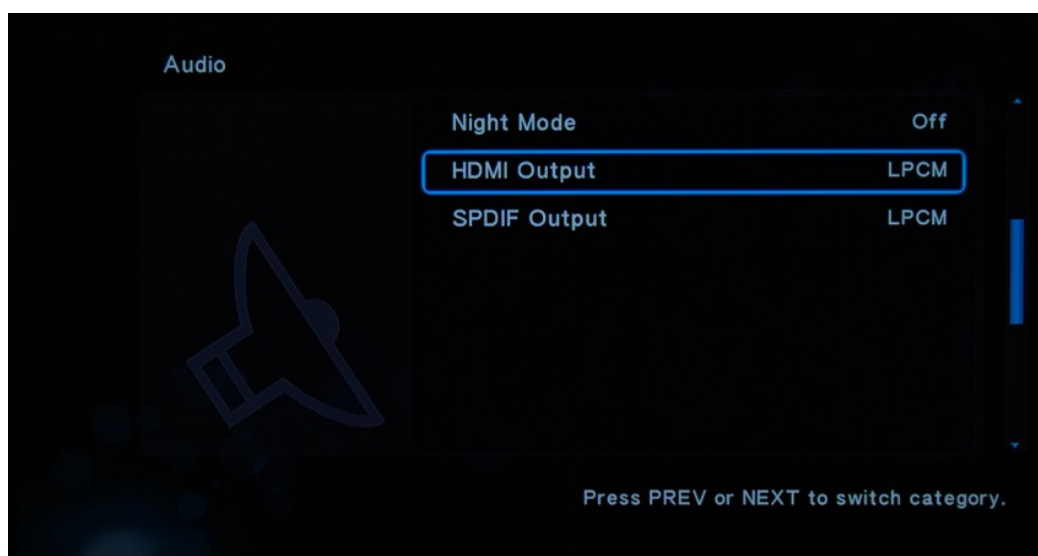 Audio
Night Mode Off
HDMI Output LPCM
SPDIF Output LPCM
Press PREV or NEXT to switch category.